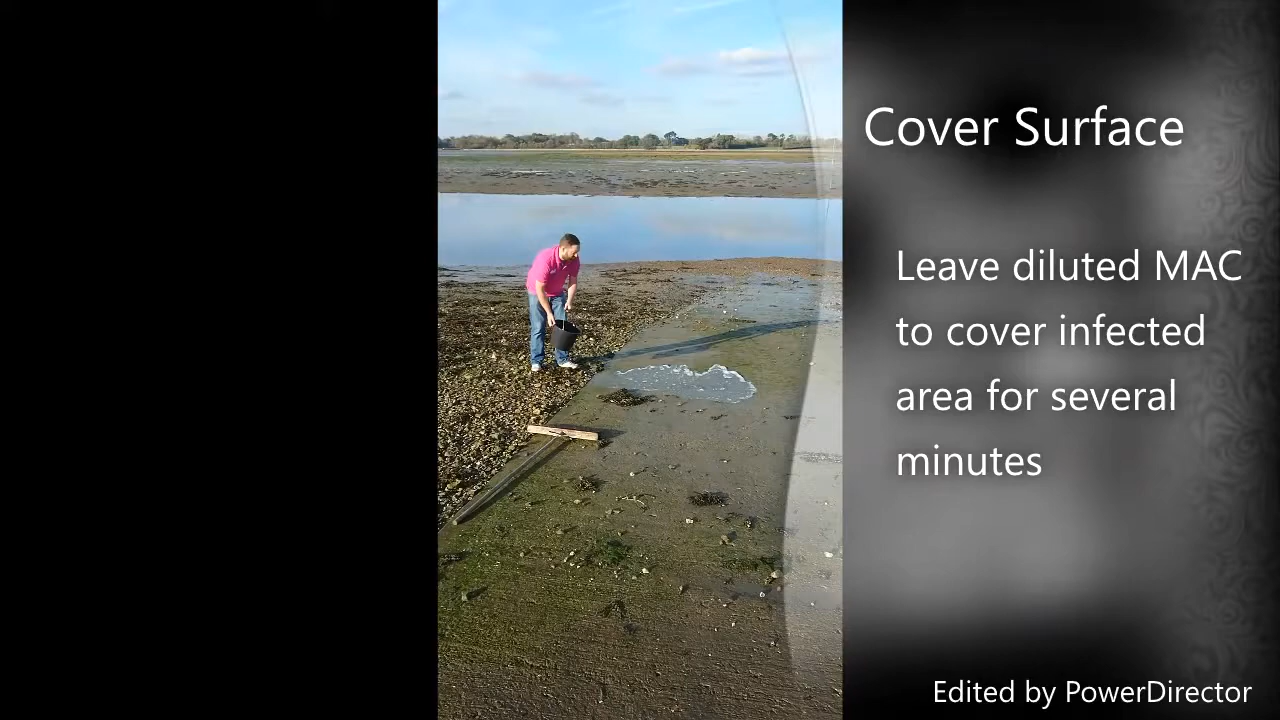 Cover Surface
Leave diluted MAC
to cover infected
area for several
minutes
Edited by PowerDirector